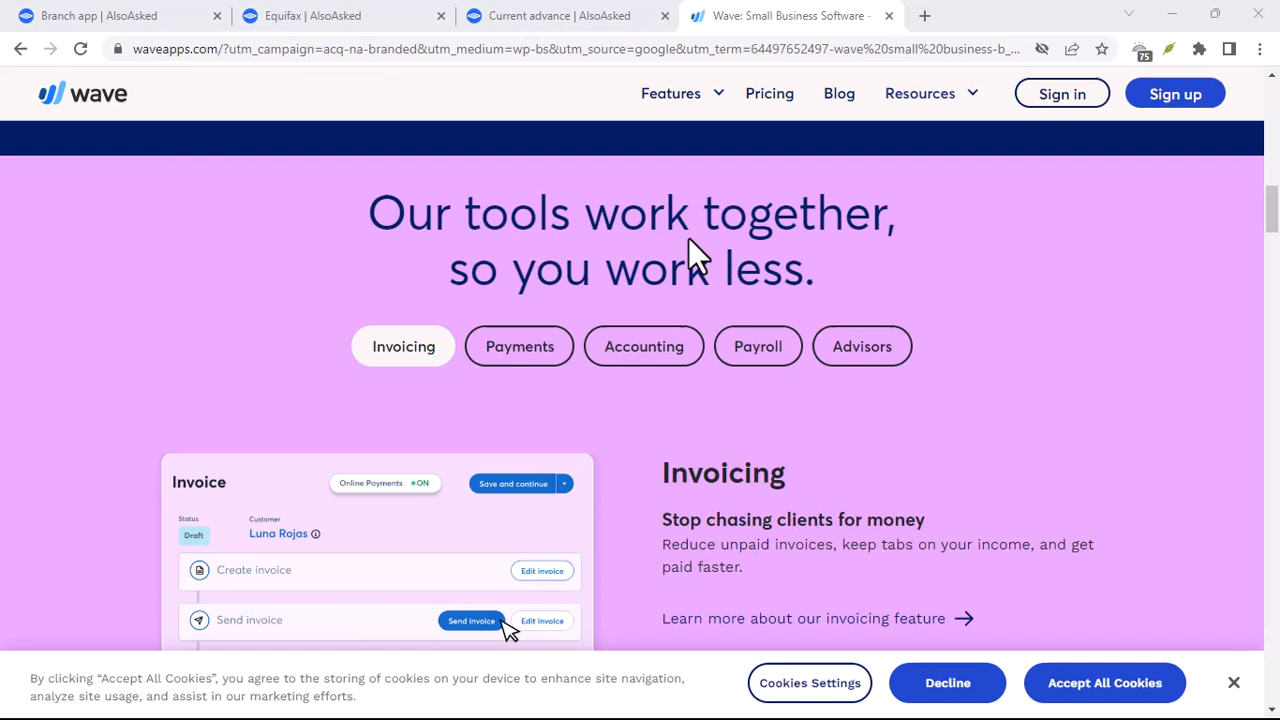 Branch app | AlsoAsked
Equifax | AlsoAsked
Current advance | AlsoAsked
Wave: Small Business Software -
waveapps.com/?utm_campaign=acq-na-branded&utm_medium=wp-bs&utm_source=google&utm_term=64497652497-wave%20small%20business-b_...
75
wave
Features
Pricing
Blog
Resources
Sign in
Sign up
Our tools work together,
so you work less.
Invoicing
Payments
Accounting
Payroll
Advisors
Invoice
Online Payments ON
Save and continue
Status
Draft
Customer
Luna Rojas
Create invoice
Edit invoice
Send invoice
Send invoice
Edit invoice
Invoicing
Stop chasing clients for money
Reduce unpaid invoices, keep tabs on your income, and get
paid faster.
Learn more about our invoicing feature
By clicking “Accept All Cookies”, you agree to the storing of cookies on your device to enhance site navigation,
analyze site usage, and assist in our marketing efforts.
Cookies Settings
Decline
Accept All Cookies